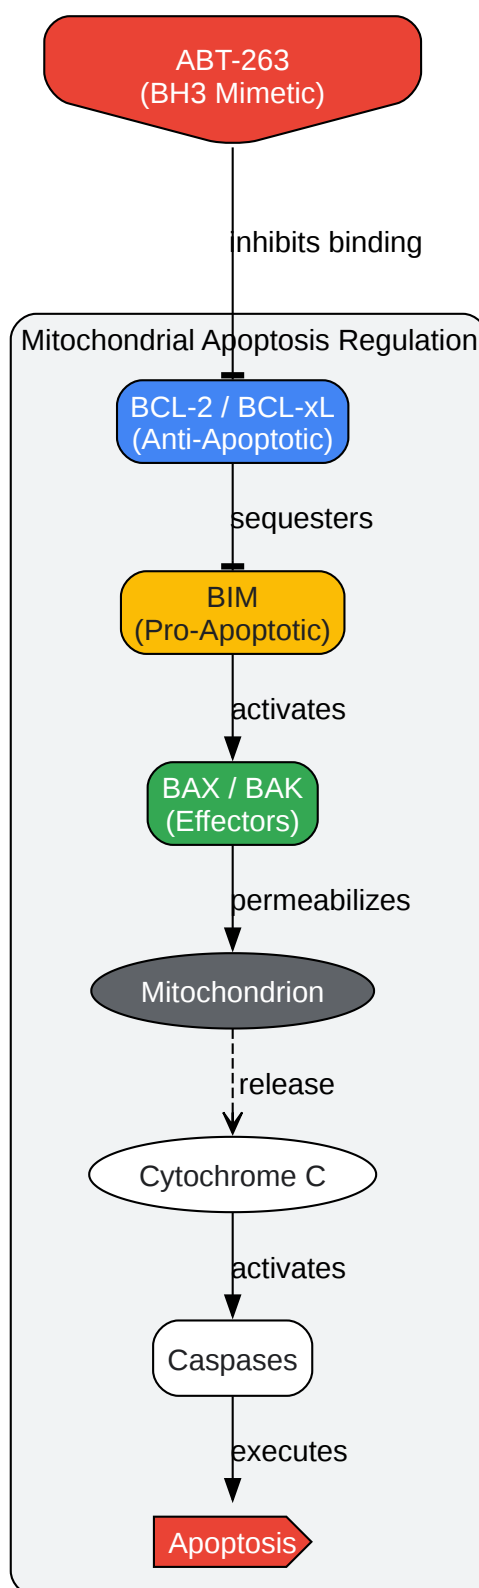 ABT-263
(BH3 Mimetic)
inhibits binding
Mitochondrial Apoptosis Regulation
BCL-2 / BCL-xL
(Anti-Apoptotic)
sequesters
BIM
(Pro-Apoptotic)
activates
BAX / BAK
(Effectors)
permeabilizes
Mitochondrion
release
Cytochrome C
activates
Caspases
executes
Apoptosis